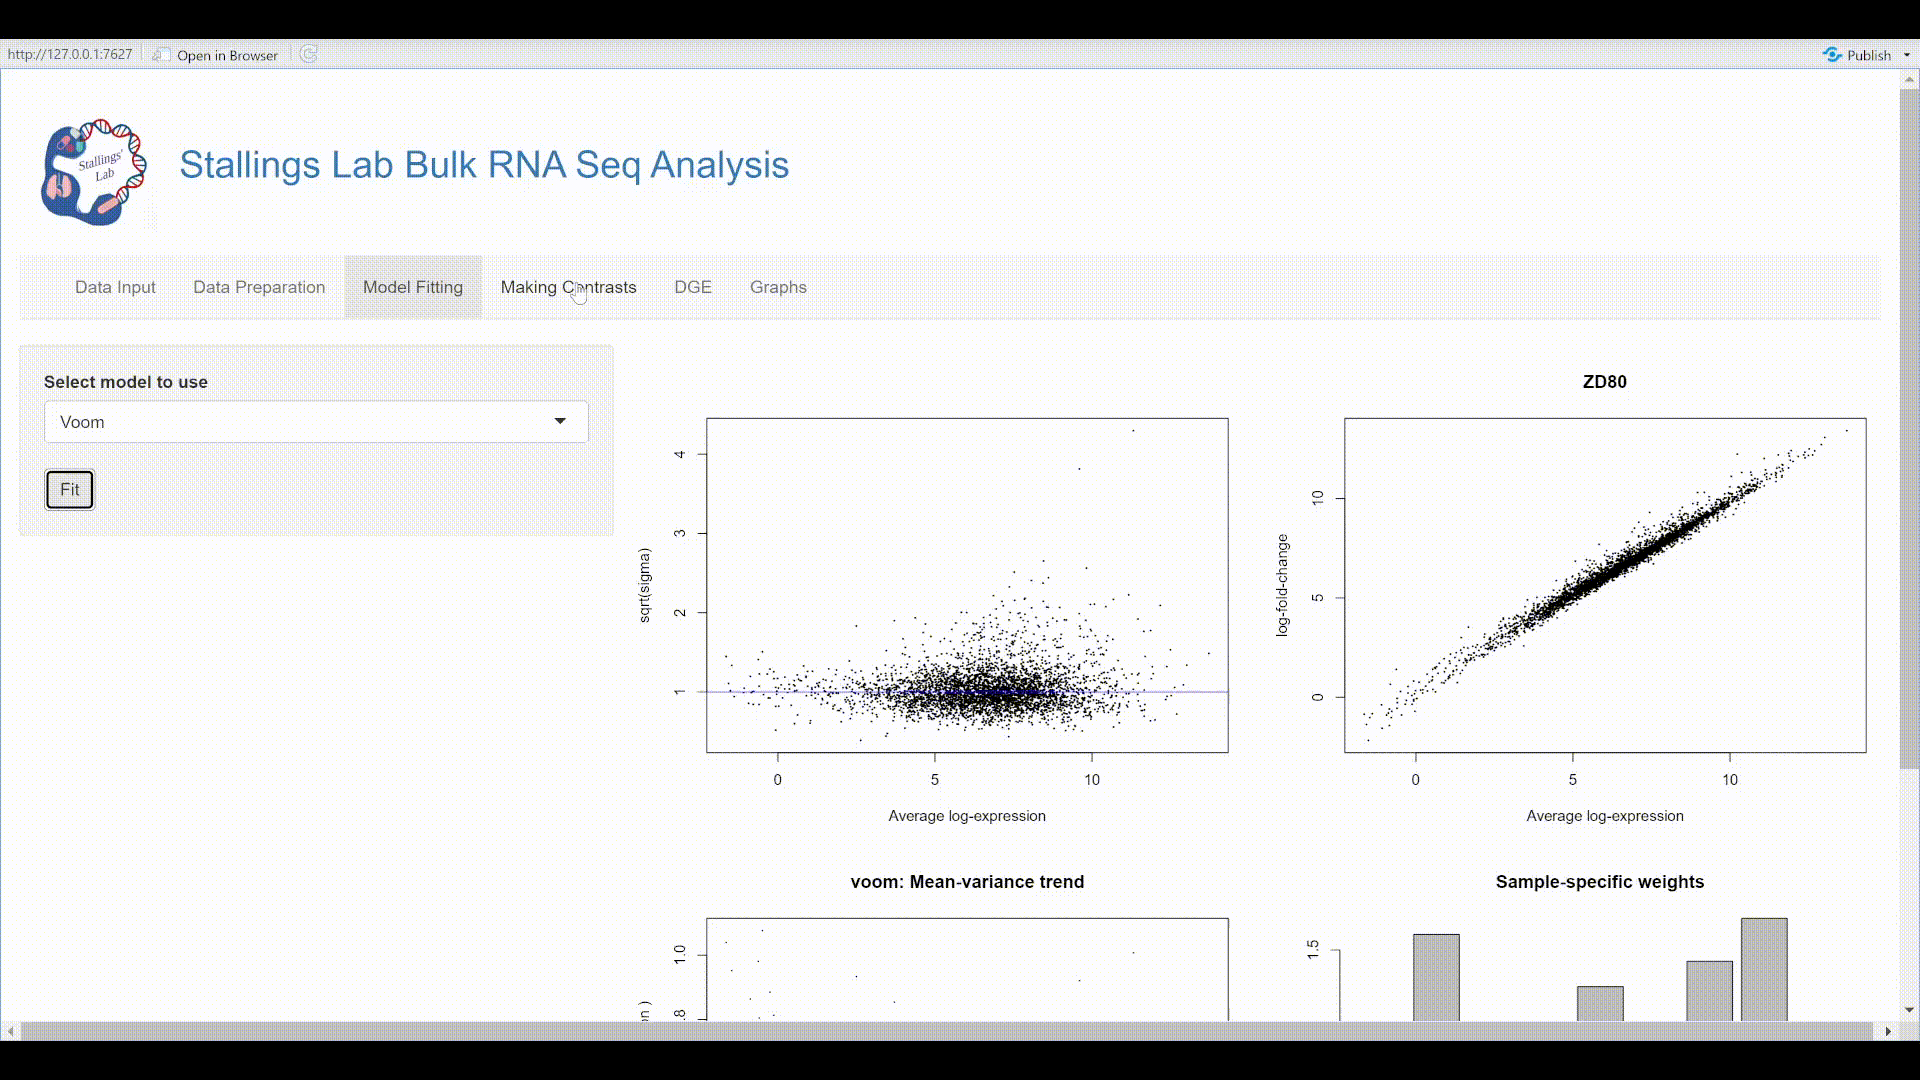 http://127.0.0.1:7627 Open in Browser Publish
Stallings'
Lab
Stallings Lab Bulk RNA Seq Analysis
Data Input Data Preparation Model Fitting Making Contrasts DGE Graphs
Select model to use
Voom
Fit
sqrt(sigma)
4
3
2
1
0 5 10
Average log-expression
ZD80
log-fold-change
10
5
0
0 5 10
Average log-expression
voom: Mean-variance trend
1.0
Sample-specific weights
1.5